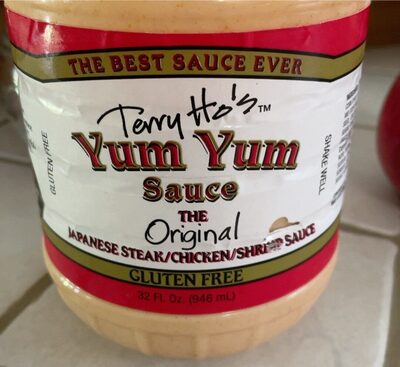 THE BEST SAUCE EVER
Terry Ho's™
Yum Yum
Sauce
THE
Original
JAPANESE STEAK/CHICKEN/SHRIMP SAUCE
GLUTEN FREE
32 Fl. Oz. (946 mL)
GLUTEN FREE
SHAKE WELL